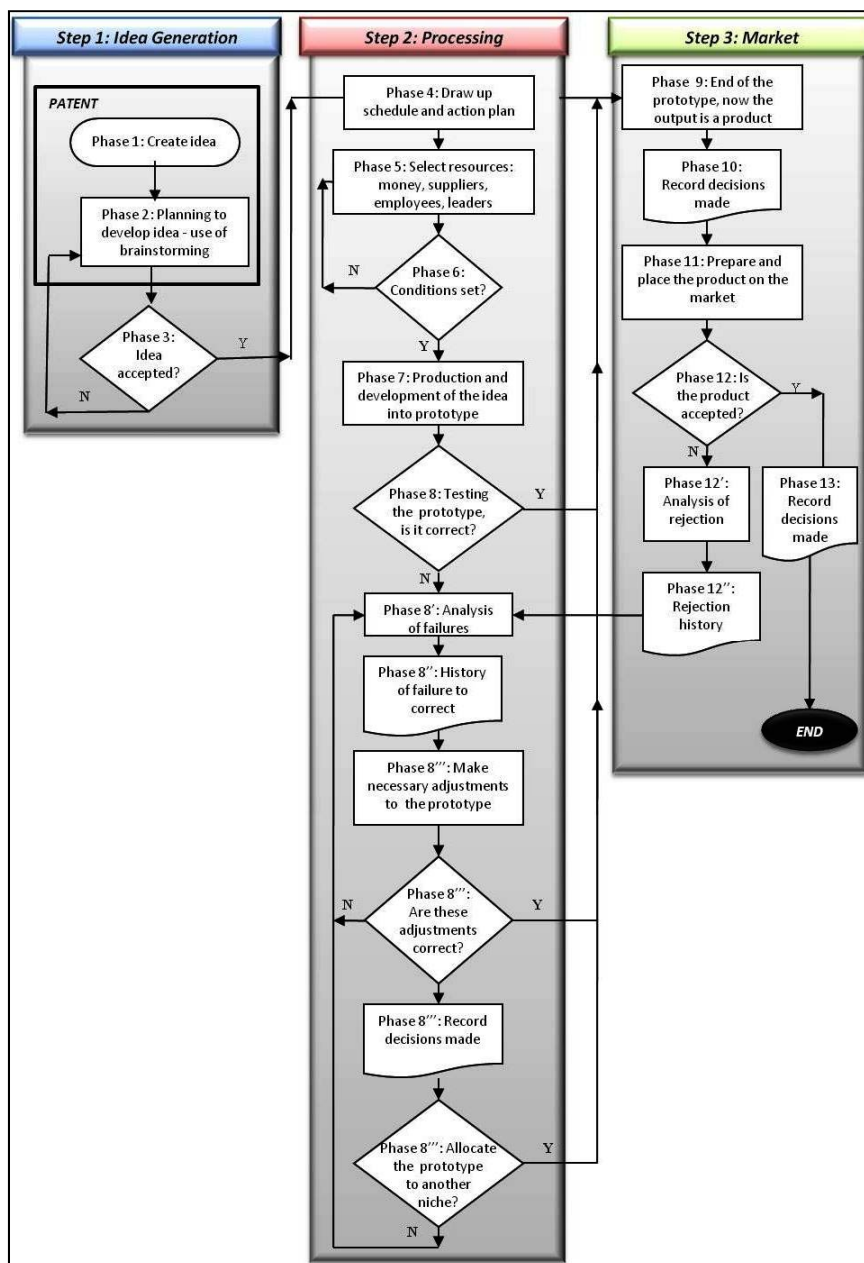 Step 1: Idea Generation
PATENT
Phase 1: Create idea
Phase 2: Planning to
develop idea - use of
brainstorming
Phase 3:
Idea
accepted?
Y
N
Step 2: Processing
Phase 4: Draw up
schedule and action plan
Phase 5: Select resources:
money, suppliers,
employees, leaders
Phase 6:
Conditions set?
N
Y
Phase 7: Production and
development of the idea
into prototype
Phase 8: Testing
the prototype,
is it correct?
Y
N
Phase 8': Analysis
of failures
Phase 8'': History
of failure to
correct
Phase 8''': Make
necessary adjustments
to the prototype
Phase 8''':
Are these
adjustments
correct?
N
Y
Phase 8''': Record
decisions made
Phase 8''': Allocate
the prototype
to another
niche?
Y
N
Step 3: Market
Phase 9: End of the
prototype, now the
output is a product
Phase 10:
Record decisions
made
Phase 11: Prepare and
place the product on the
market
Phase 12: Is
the product
accepted?
Y
N
Phase 12':
Analysis of
rejection
Phase 13:
Record
decisions
made
Phase 12'':
Rejection
history
END